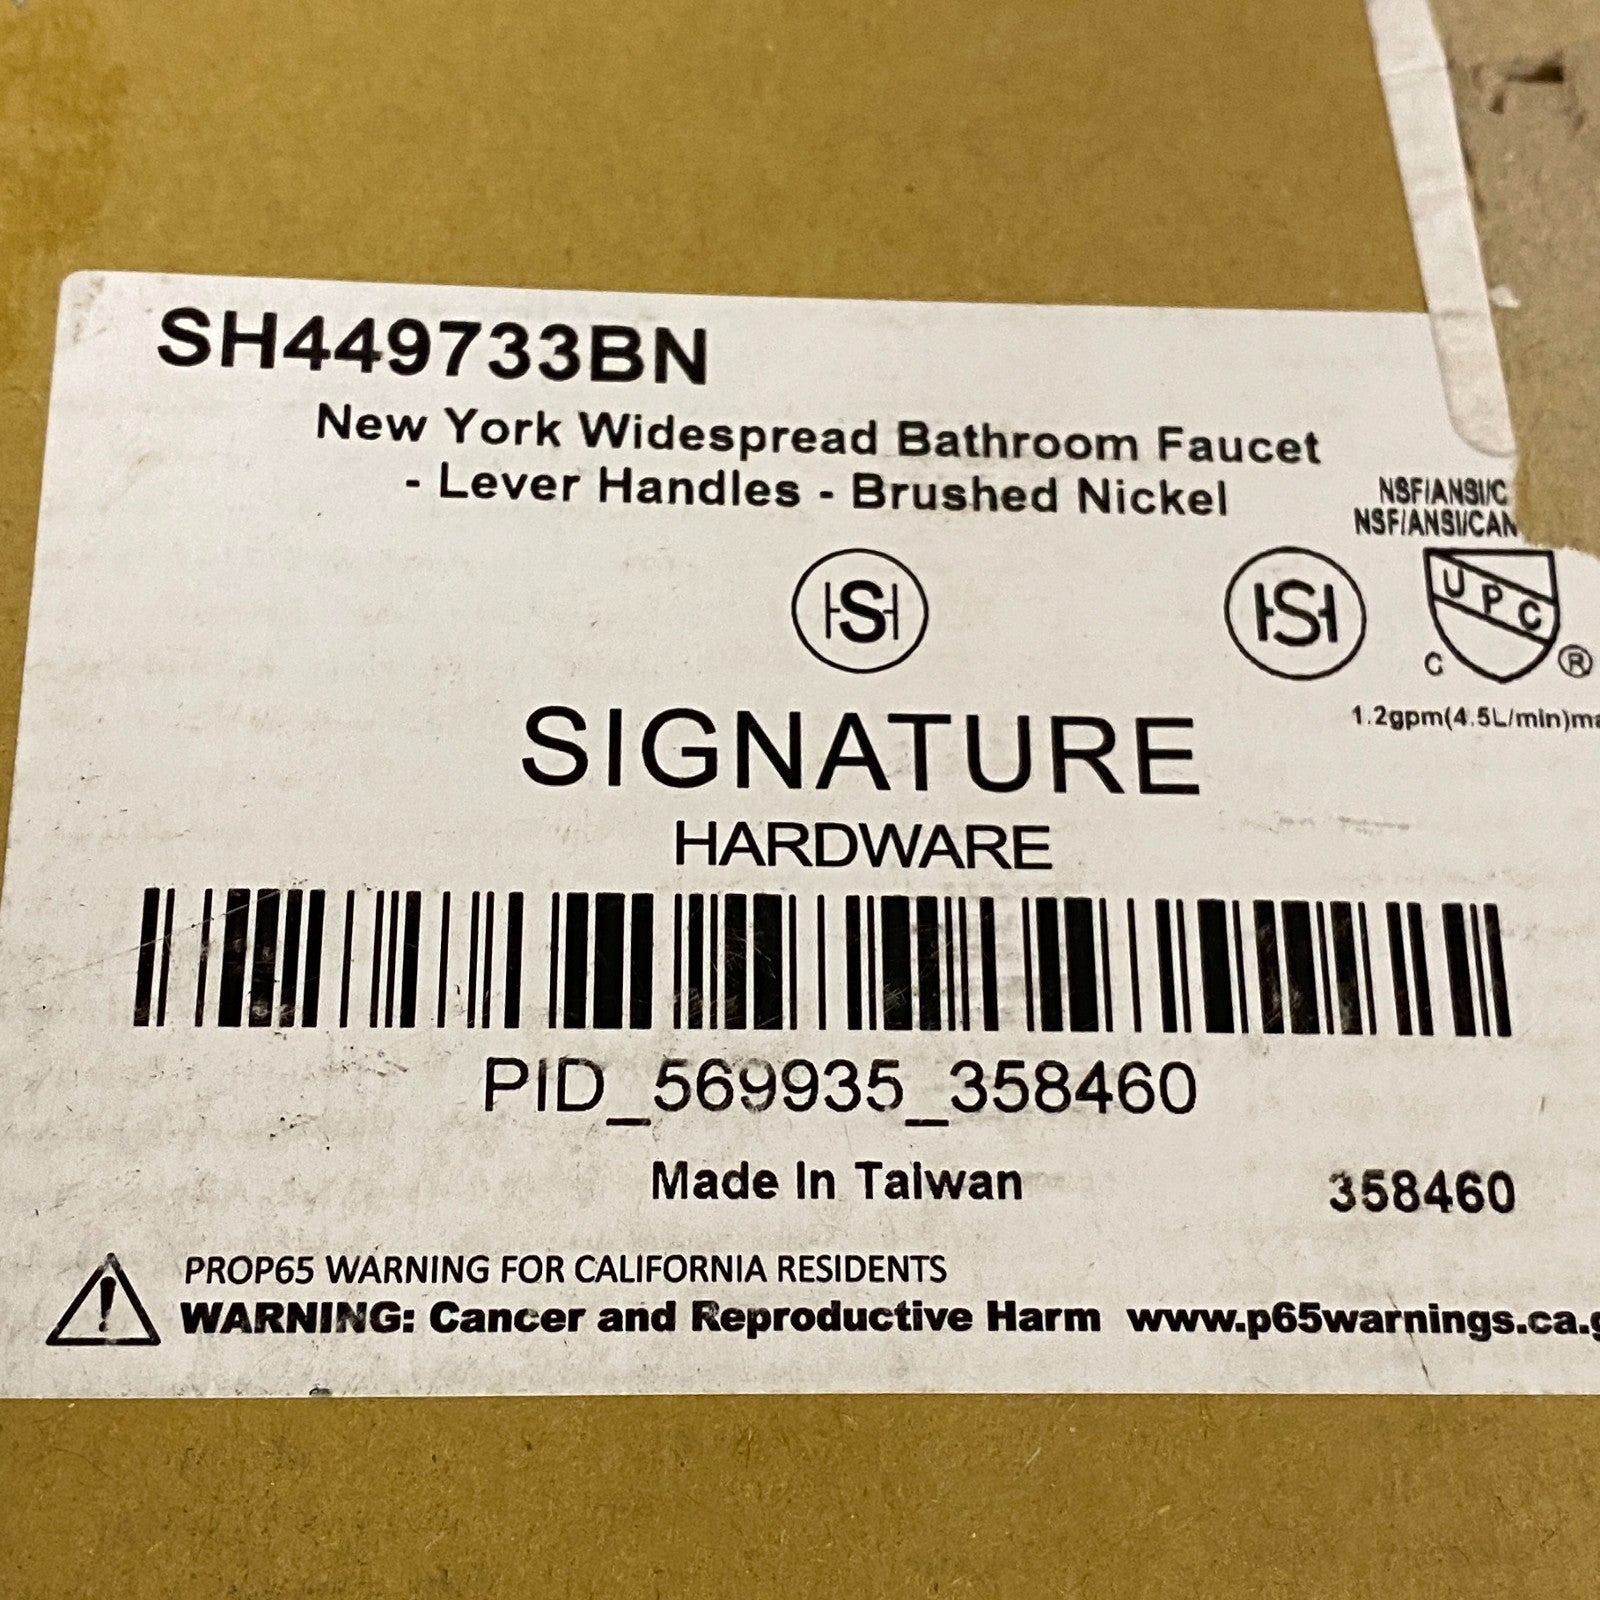 SH449733BN
New York Widespread Bathroom Faucet
- Lever Handles - Brushed Nickel
NSF/ANSI/C
NSF/ANSI/CAN
HSH
HSH
UPC
C ®
1.2gpm(4.5L/min)ma
SIGNATURE
HARDWARE
PID_569935_358460
Made In Taiwan
358460
PROP65 WARNING FOR CALIFORNIA RESIDENTS
WARNING: Cancer and Reproductive Harm www.p65warnings.ca.g